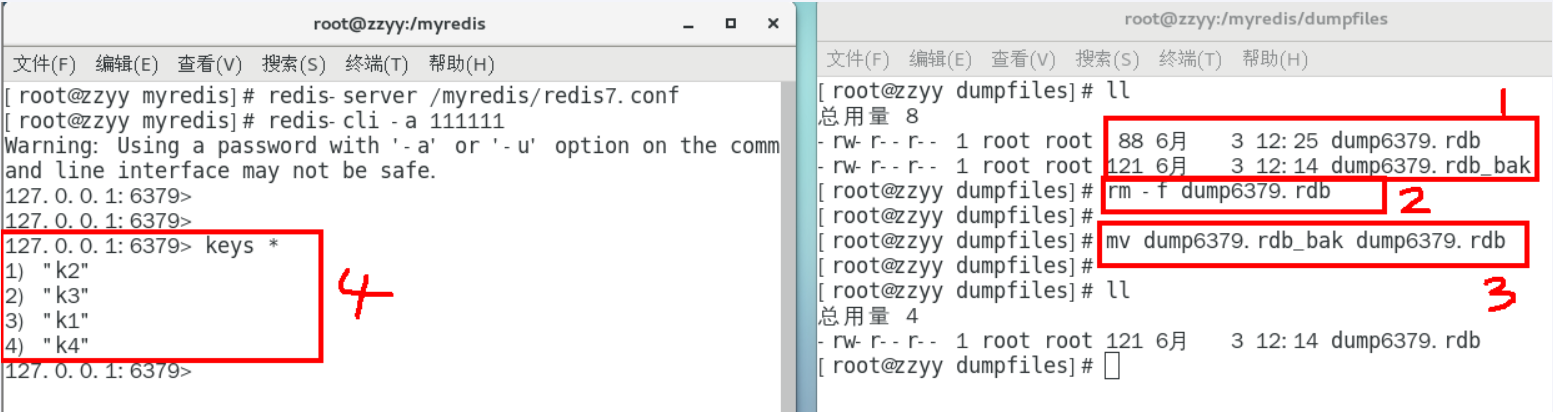 root@zzyy:/myredis
文件(F) 编辑(E) 查看(V) 搜索(S) 终端(T) 帮助(H)
[root@zzyy myredis]# redis-server /myredis/redis7.conf
[root@zzyy myredis]# redis-cli -a 111111
Warning: Using a password with '-a' or '-u' option on the comm
and line interface may not be safe.
127.0.0.1:6379>
127.0.0.1:6379>
127.0.0.1:6379> keys *
1) "k2"
2) "k3"
3) "k1"
4) "k4"
127.0.0.1:6379>
4
root@zzyy:/myredis/dumpfiles
文件(F) 编辑(E) 查看(V) 搜索(S) 终端(T) 帮助(H)
[root@zzyy dumpfiles]# ll
总用量 8
-rw-r--r-- 1 root root  88 6月   3 12:25 dump6379.rdb
-rw-r--r-- 1 root root 121 6月   3 12:14 dump6379.rdb_bak
1
[root@zzyy dumpfiles]# rm -f dump6379.rdb
2
[root@zzyy dumpfiles]#
[root@zzyy dumpfiles]# mv dump6379.rdb_bak dump6379.rdb
3
[root@zzyy dumpfiles]#
[root@zzyy dumpfiles]# ll
总用量 4
-rw-r--r-- 1 root root 121 6月   3 12:14 dump6379.rdb
[root@zzyy dumpfiles]#